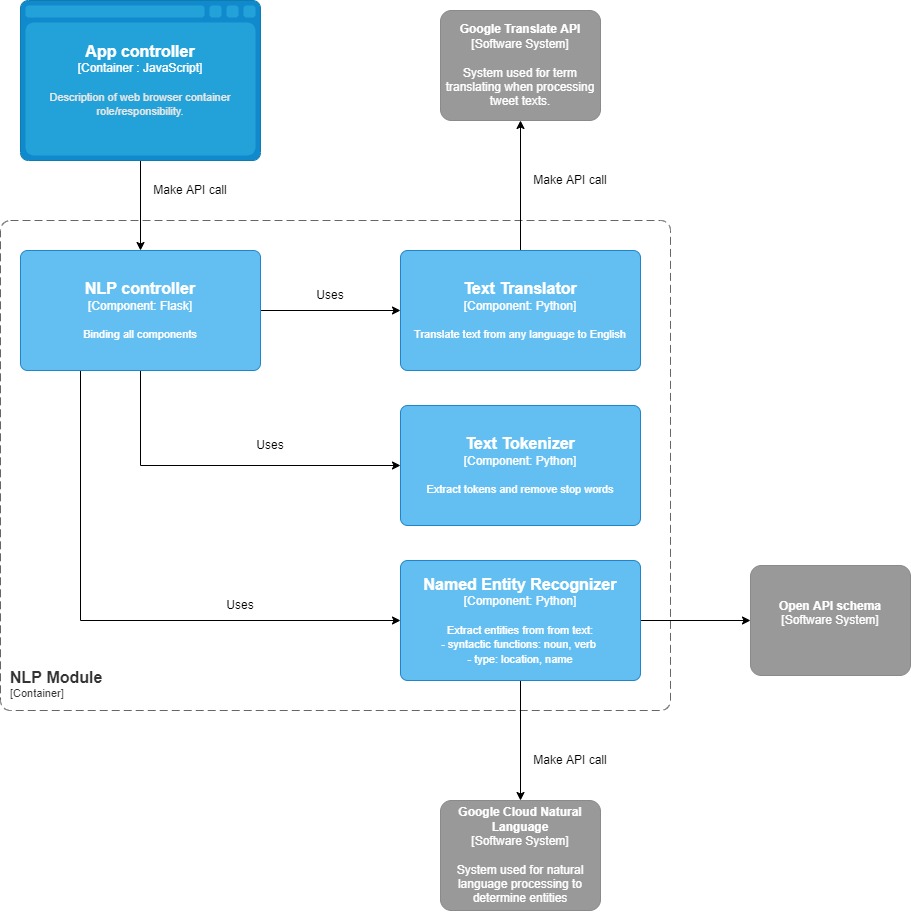 App controller
[Container : JavaScript]
Description of web browser container
role/responsibility.
Google Translate API
[Software System]
System used for term
translating when processing
tweet texts.
Make API call
Make API call
NLP controller
[Component: Flask]
Binding all components
Uses
Text Translator
[Component: Python]
Translate text from any language to English
Uses
Text Tokenizer
[Component: Python]
Extract tokens and remove stop words
Uses
Named Entity Recognizer
[Component: Python]
Extract entities from from text:
- syntactic functions: noun, verb
- type: location, name
Open API schema
[Software System]
NLP Module
[Container]
Make API call
Google Cloud Natural
Language
[Software System]
System used for natural
language processing to
determine entities